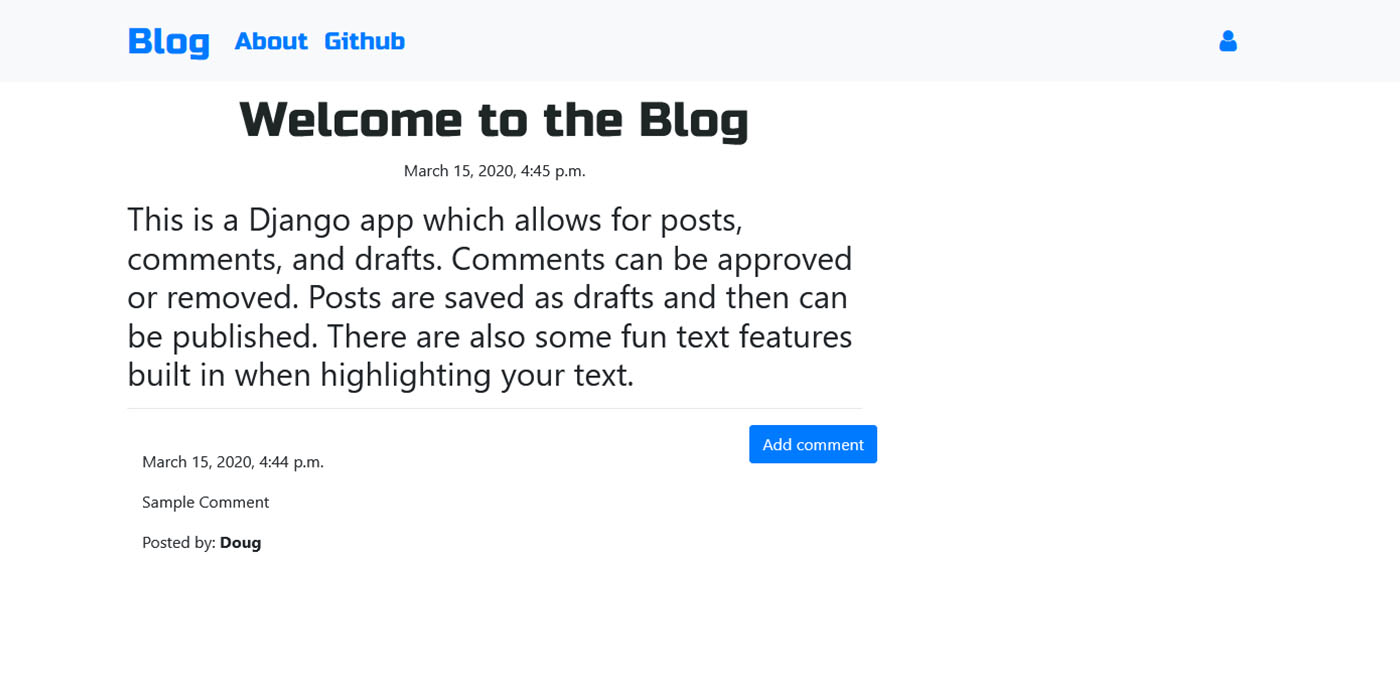 Blog About Github
Welcome to the Blog
March 15, 2020, 4:45 p.m.
This is a Django app which allows for posts,
comments, and drafts. Comments can be approved
or removed. Posts are saved as drafts and then can
be published. There are also some fun text features
built in when highlighting your text.
Add comment
March 15, 2020, 4:44 p.m.
Sample Comment
Posted by: Doug